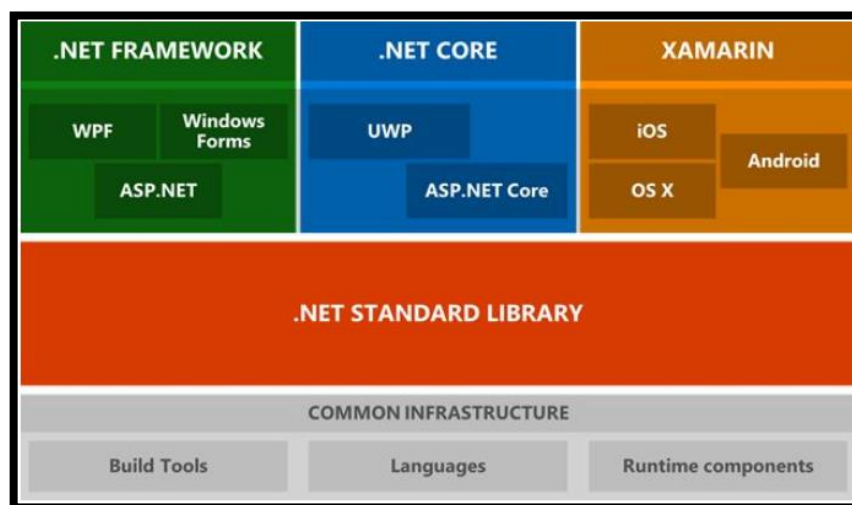 .NET FRAMEWORK
.NET CORE
XAMARIN
WPF
Windows
Forms
ASP.NET
UWP
ASP.NET Core
iOS
Android
OS X
.NET STANDARD LIBRARY
COMMON INFRASTRUCTURE
Build Tools
Languages
Runtime components